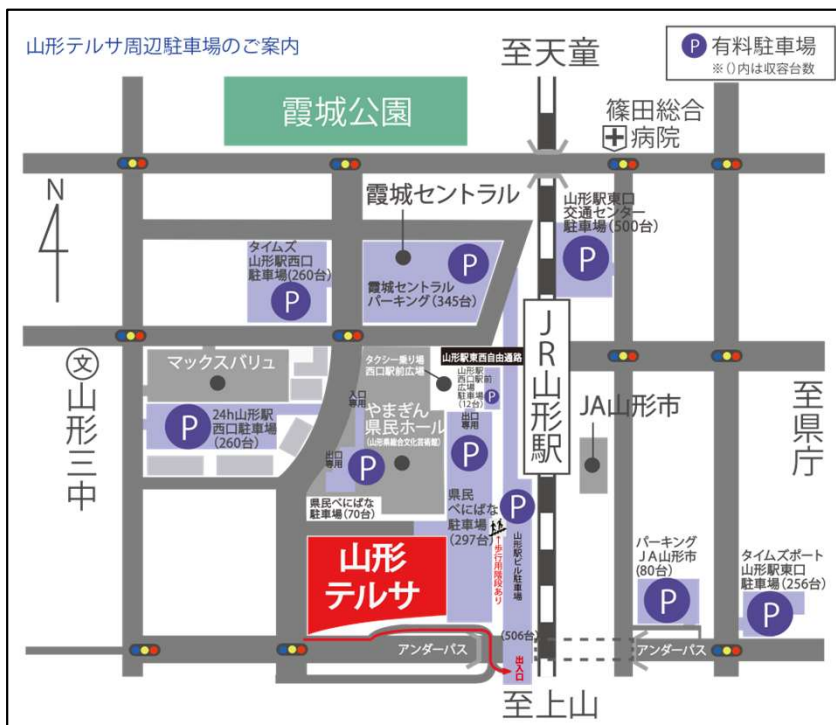 山形テルサ周辺駐車場のご案内
至天童
P 有料駐車場
※()内は収容台数
霞城公園
篠田総合
病院
N
霞城セントラル
山形駅東口
交通センター
駐車場(500台)
P
タイムズ
山形駅西口
駐車場(260台)
P
P
霞城セントラル
パーキング(345台)
文
山形三中
マックスバリュ
タクシー乗り場
西口駅前広場
山形駅東西自由通路
山形駅
西口駅前
広場
駐車場
(12台)
P
JR山形駅
P
24h山形駅
西口駐車場
(260台)
入口
専用
やまぎん
県民ホール
(山形県総合文化芸術館)
出口
専用
P
出口
専用
P
JA山形市
至県庁
県民べにばな
駐車場(70台)
県民
べにばな
駐車場
(297台)
P
山形駅ビル駐車場
(506台)
↑歩行用階段あり
山形
テルサ
パーキング
JA山形市
(80台)
P
タイムズポート
山形駅東口
駐車場(256台)
P
アンダーパス
出入口
アンダーパス
至上山